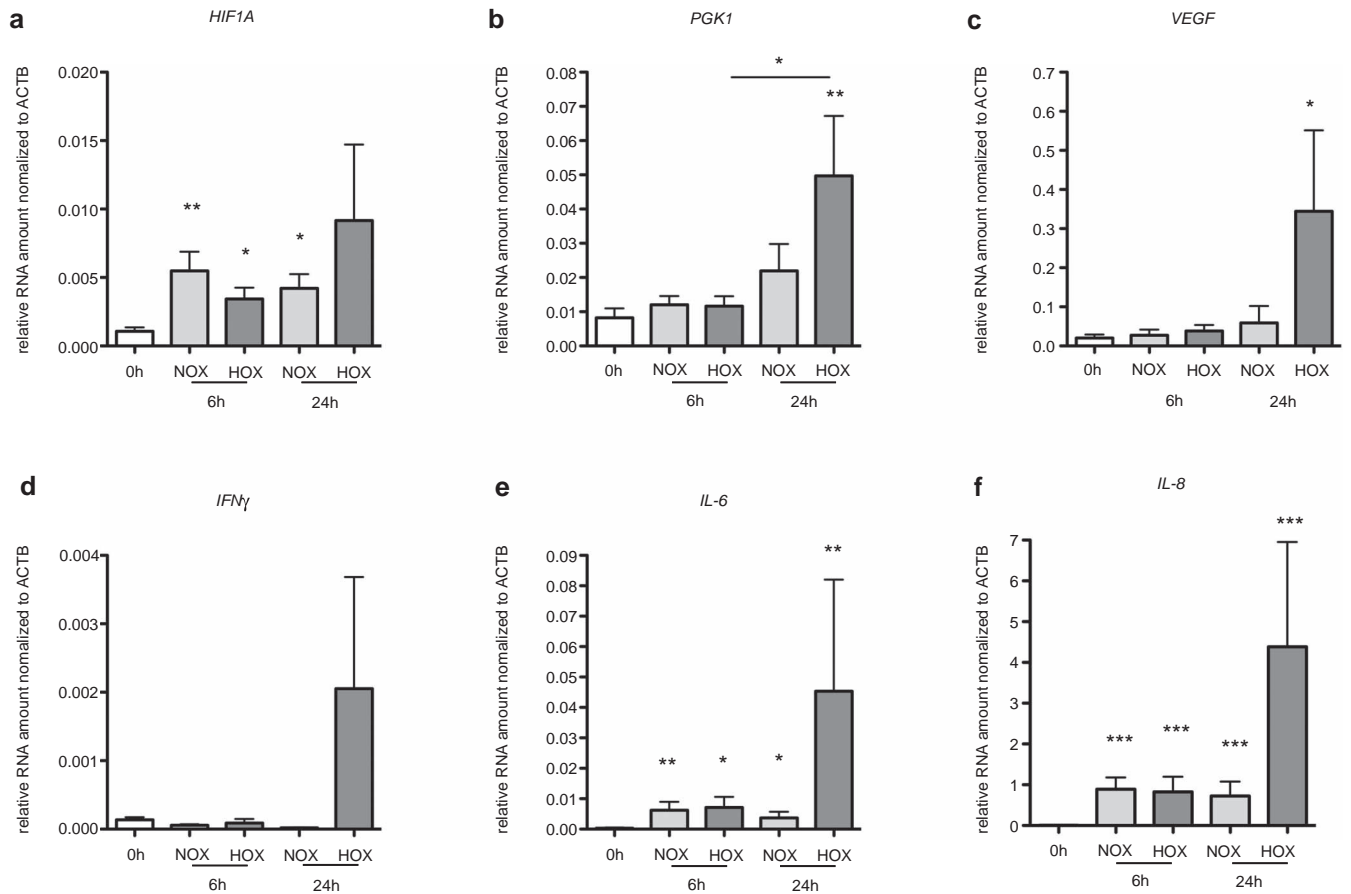 a
HIF1A
relative RNA amount nomalized to ACTB
0.020
0.015
0.010
0.005
0.000
**
*
*
0h
NOX
HOX
NOX
HOX
6h
24h
b
PGK1
relative RNA amount nomalized to ACTB
0.08
0.07
0.06
0.05
0.04
0.03
0.02
0.01
0.00
*
**
0h
NOX
HOX
NOX
HOX
6h
24h
c
VEGF
relative RNA amount nomalized to ACTB
0.7
0.6
0.5
0.4
0.3
0.2
0.1
0.0
*
0h
NOX
HOX
NOX
HOX
6h
24h
d
IFNγ
relative RNA amount nomalized to ACTB
0.004
0.003
0.002
0.001
0.000
0h
NOX
HOX
NOX
HOX
6h
24h
e
IL-6
relative RNA amount nomalized to ACTB
0.09
0.08
0.07
0.06
0.05
0.04
0.03
0.02
0.01
0.00
**
*
*
**
0h
NOX
HOX
NOX
HOX
6h
24h
f
IL-8
relative RNA amount nomalized to ACTB
7
6
5
4
3
2
1
0
***
***
***
***
0h
NOX
HOX
NOX
HOX
6h
24h